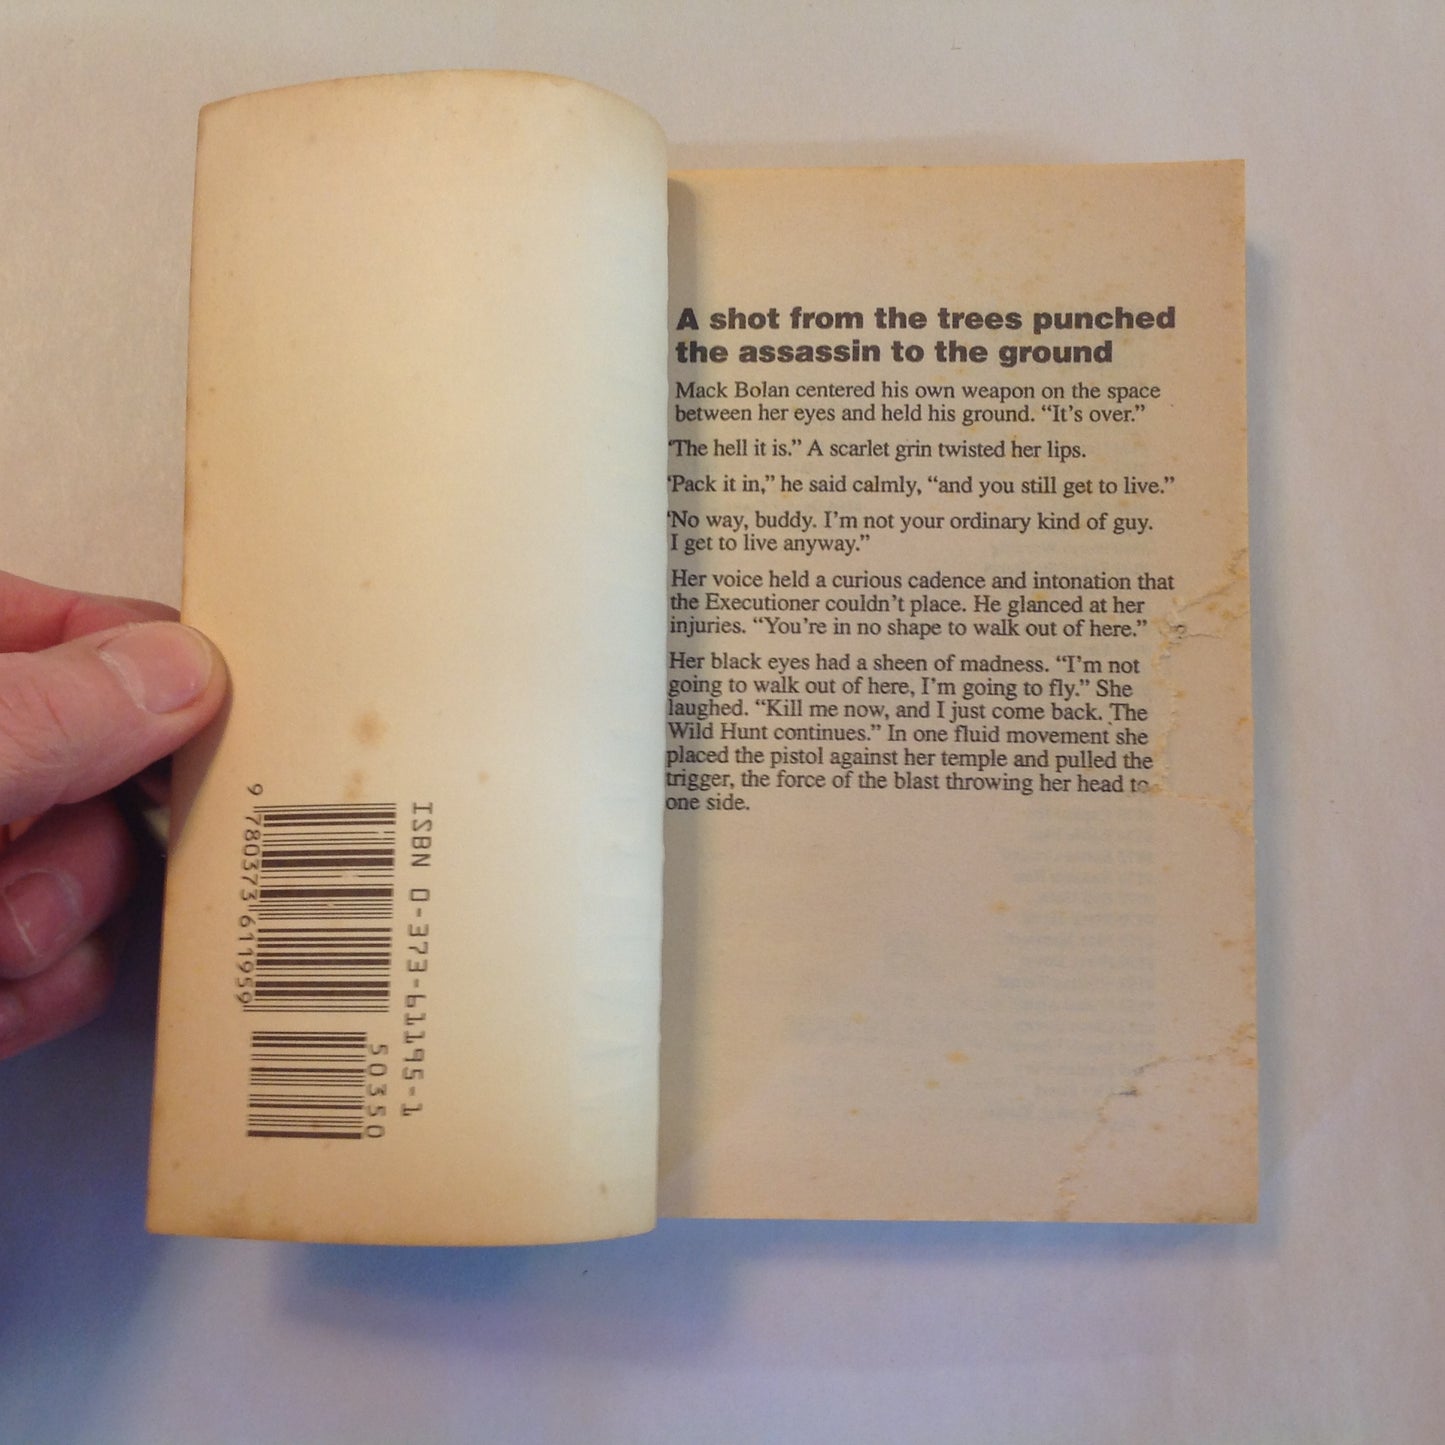 ISBN 0-373-61195-1
9 780373 611959
50350
A shot from the trees punched
the assassin to the ground
Mack Bolan centered his own weapon on the space
between her eyes and held his ground. “It’s over.”
‘The hell it is.” A scarlet grin twisted her lips.
‘Pack it in,” he said calmly, “and you still get to live.”
‘No way, buddy. I’m not your ordinary kind of guy.
I get to live anyway.”
Her voice held a curious cadence and intonation that
the Executioner couldn’t place. He glanced at her
injuries. “You’re in no shape to walk out of here.”
Her black eyes had a sheen of madness. “I’m not
going to walk out of here, I’m going to fly.” She
laughed. “Kill me now, and I just come back. The
Wild Hunt continues.” In one fluid movement she
placed the pistol against her temple and pulled the
trigger, the force of the blast throwing her head to
one side.